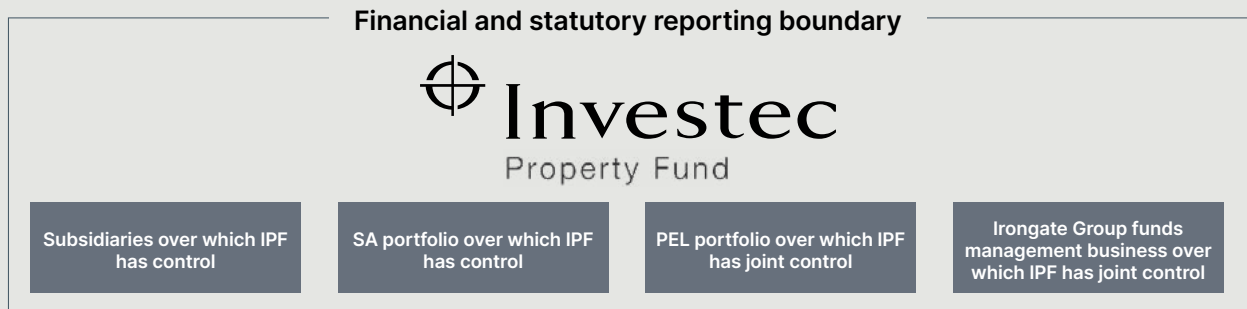 Financial and statutory reporting boundary
Investec
Property Fund
Subsidiaries over which IPF
has control
SA portfolio over which IPF
has control
PEL portfolio over which IPF
has joint control
Irongate Group funds
management business over
which IPF has joint control